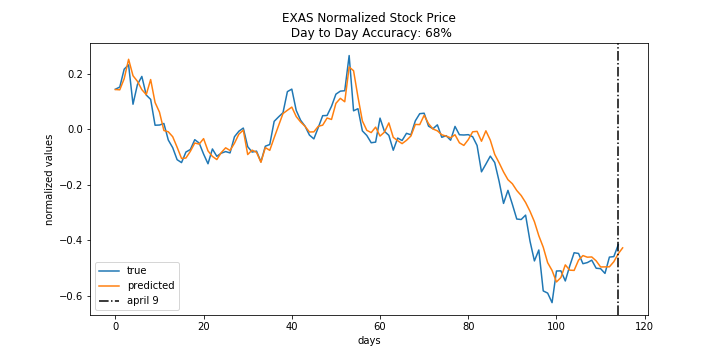 EXAS Normalized Stock Price
Day to Day Accuracy: 68%
normalized values
0.2
0.0
−0.2
−0.4
−0.6
true
predicted
april 9
0
20
40
60
80
100
120
days